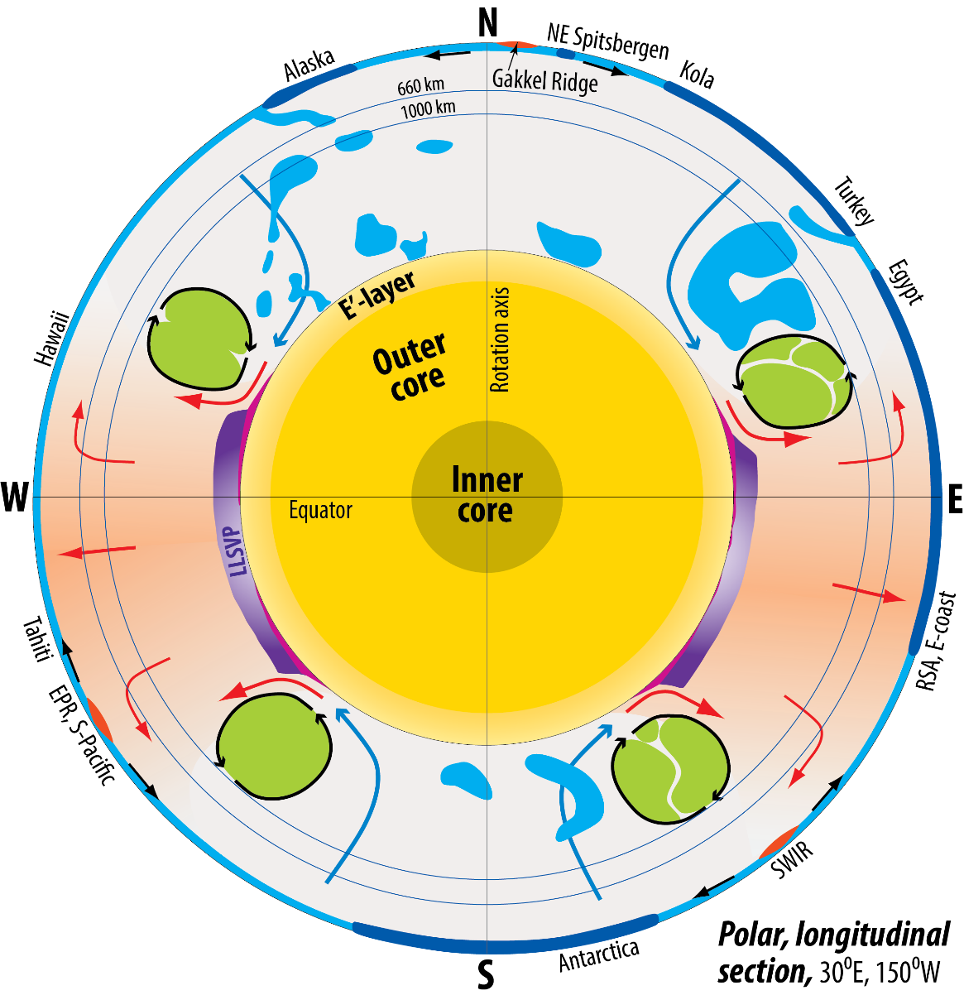 N
NE Spitsbergen
Alaska
Kola
Gakkel Ridge
660 km
1000 km
Turkey
Egypt
Hawaii
E′-layer
Rotation axis
Outer
core
Inner
core
W
E
Equator
LLSVP
Tahiti
RSA, E-coast
EPR, S-Pacific
SWIR
Antarctica
S
Polar, longitudinal
section, 30⁰E, 150⁰W